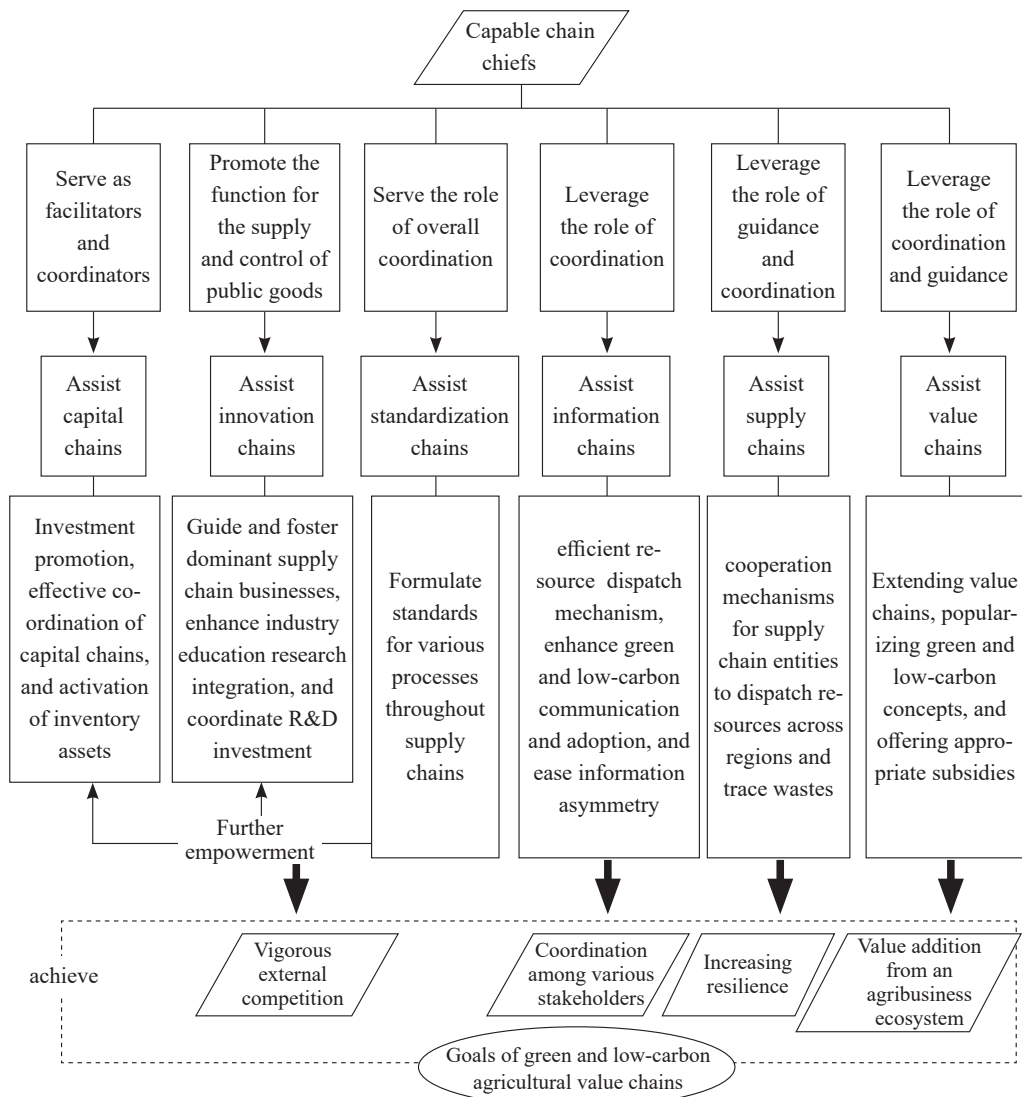 Capable chain
chiefs
Serve as
facilitators
and
coordinators
Promote the
function for
the supply
and control of
public goods
Serve the role
of overall
coordination
Leverage
the role of
coordination
Leverage
the role of
guidance
and
coordination
Leverage
the role of
coordination
and guidance
Assist
capital
chains
Assist
innovation
chains
Assist
standardization
chains
Assist
information
chains
Assist
supply
chains
Assist
value
chains
Investment
promotion,
effective co-
ordination of
capital chains,
and activation
of inventory
assets
Guide and foster
dominant supply
chain businesses,
enhance industry
education research
integration, and
coordinate R&D
investment
Formulate
standards
for various
processes
throughout
supply
chains
efficient re-
source dispatch
mechanism,
enhance green
and low-carbon
communication
and adoption, and
ease information
asymmetry
cooperation
mechanisms
for supply
chain entities
to dispatch re-
sources across
regions and
trace wastes
Extending value
chains, popular-
izing green and
low-carbon
concepts, and
offering appro-
priate subsidies
Further
empowerment
achieve
Vigorous
external
competition
Coordination
among various
stakeholders
Increasing
resilience
Value addition
from an
agribusiness
ecosystem
Goals of green and low-carbon
agricultural value chains